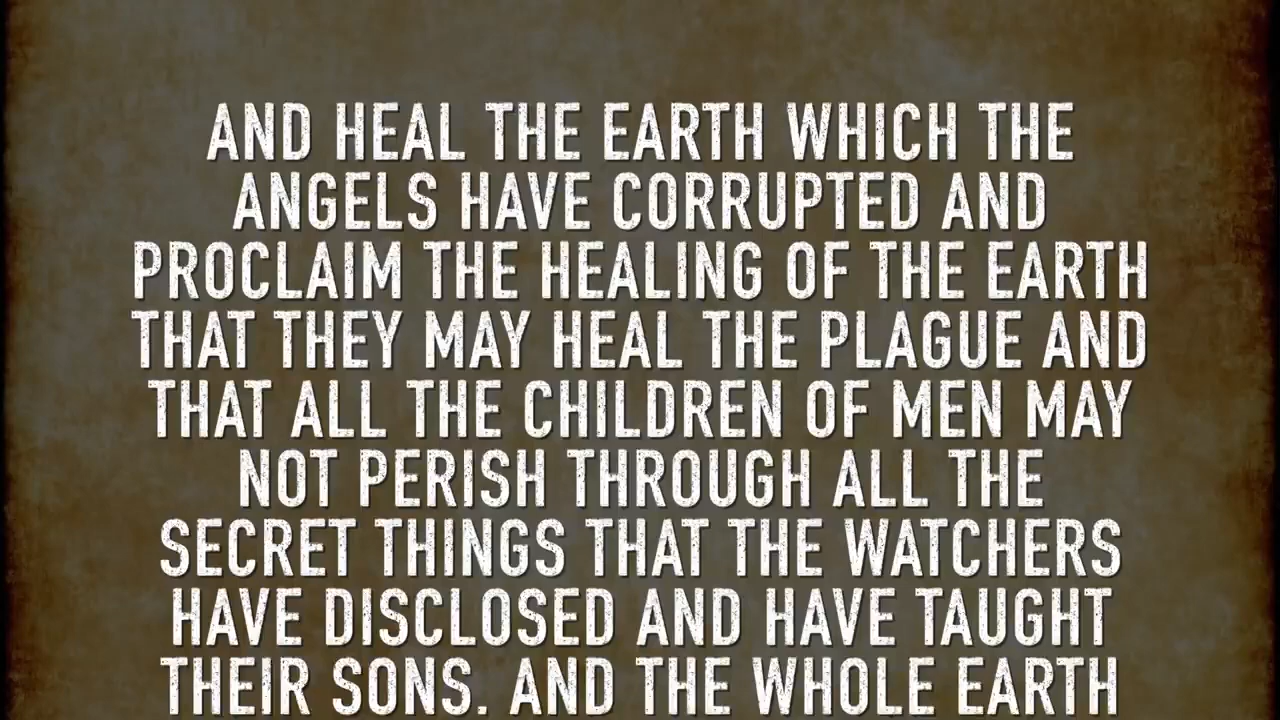 AND HEAL THE EARTH WHICH THE
ANGELS HAVE CORRUPTED AND
PROCLAIM THE HEALING OF THE EARTH
THAT THEY MAY HEAL THE PLAGUE AND
THAT ALL THE CHILDREN OF MEN MAY
NOT PERISH THROUGH ALL THE
SECRET THINGS THAT THE WATCHERS
HAVE DISCLOSED AND HAVE TAUGHT
THEIR SONS. AND THE WHOLE EARTH